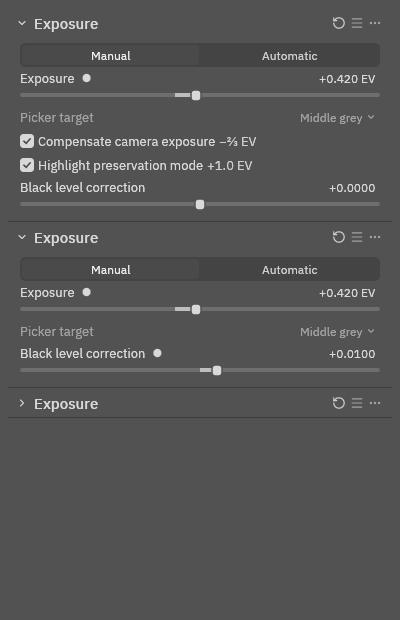 Exposure
Manual Automatic
Exposure +0.420 EV
Picker target Middle grey
Compensate camera exposure −⅔ EV
Highlight preservation mode +1.0 EV
Black level correction +0.0000
Exposure
Manual Automatic
Exposure +0.420 EV
Picker target Middle grey
Black level correction +0.0100
Exposure